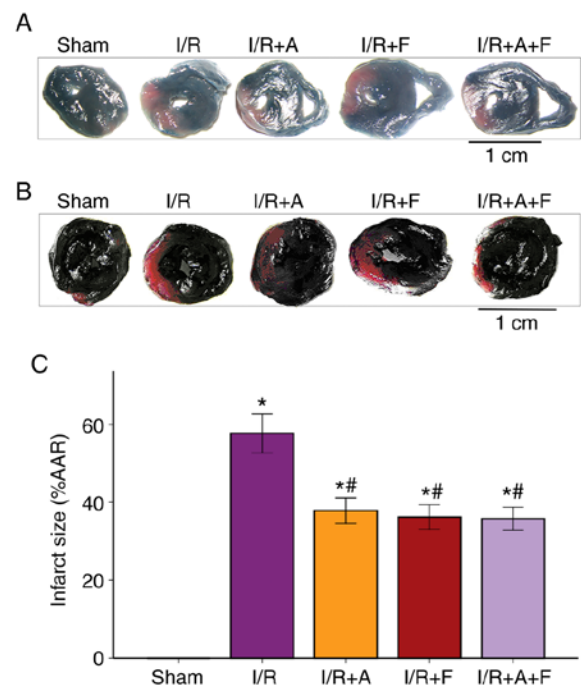 A
Sham I/R I/R+A I/R+F I/R+A+F
1 cm
B
Sham I/R I/R+A I/R+F I/R+A+F
1 cm
C
Infarct size (%AAR)
60
40
20
0
*
*#
*#
*#
Sham I/R I/R+A I/R+F I/R+A+F